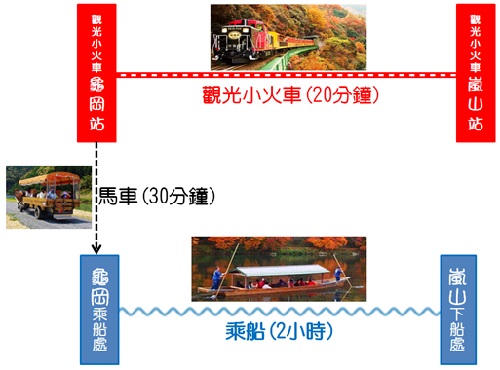 觀光小火車龜岡站
觀光小火車嵐山站
觀光小火車(20分鐘)
馬車(30分鐘)
龜岡乘船處
嵐山下船處
乘船(2小時)